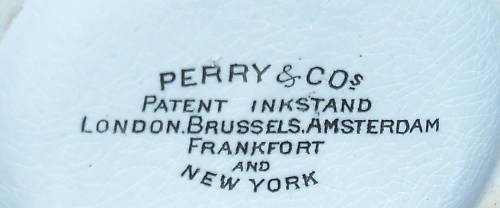 PERRY & COs
PATENT INKSTAND
LONDON.BRUSSELS.AMSTERDAM
FRANKFORT
AND
NEW YORK